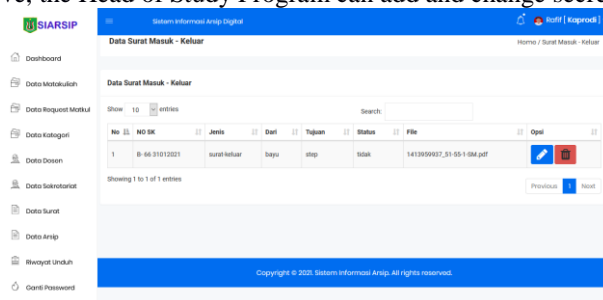 ve, the Head of Study Program can add and change secre
SIARSIP
Sistem Informasi Arsip Digital
Rafif [ Kaprodi ]
Data Surat Masuk - Keluar
Home / Surat Masuk - Keluar
Dashboard
Data Matakuliah
Data Request Matkul
Data Kategori
Data Dosen
Data Sekretariat
Data Surat
Data Arsip
Riwayat Unduh
Ganti Password
Data Surat Masuk - Keluar
Show 10 entries
Search:
No NO SK Jenis Dari Tujuan Status File Opsi
1 B- 66 31012021 surat-keluar bayu step tidak 1413959937_51-55-1-SM.pdf
Showing 1 to 1 of 1 entries
Previous 1 Next
Copyright © 2021. Sistem Informasi Arsip. All rights reserved.